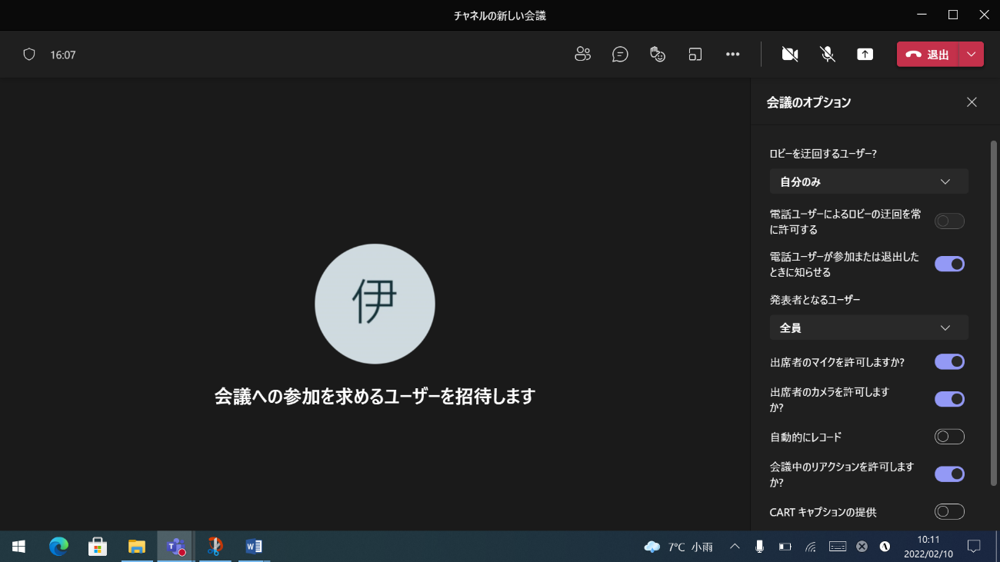 チャネルの新しい会議
16:07
退出
会議のオプション
ロビーを迂回するユーザー?
自分のみ
電話ユーザーによるロビーの迂回を常
に許可する
電話ユーザーが参加または退出した
ときに知らせる
発表者となるユーザー
全員
出席者のマイクを許可しますか?
出席者のカメラを許可します
か?
自動的にレコード
会議中のリアクションを許可します
か?
CART キャプションの提供
伊
会議への参加を求めるユーザーを招待します
7°C 小雨
10:11
2022/02/10